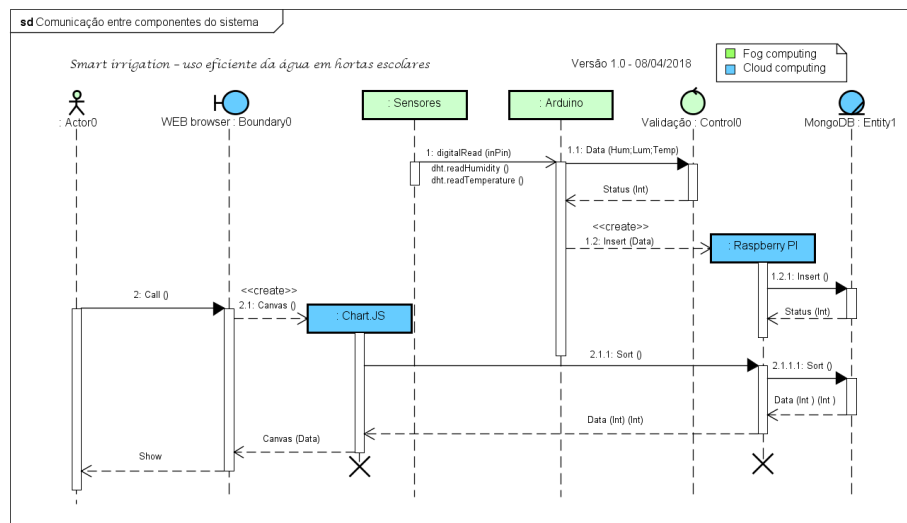 sd Comunicação entre componentes do sistema
Smart irrigation – uso eficiente da água em hortas escolares
Versão 1.0 - 08/04/2018
Fog computing
Cloud computing
: Actor0
WEB browser : Boundary0
: Sensores
: Arduino
Validação : Control0
MongoDB : Entity1
1: digitalRead (inPin)
dht.readHumidity ()
dht.readTemperature ()
1.1: Data (Hum;Lum;Temp)
Status (Int)
<<create>>
1.2: Insert (Data)
: Raspberry PI
1.2.1: Insert ()
Status (Int)
2: Call ()
<<create>>
2.1: Canvas ()
: Chart.JS
2.1.1: Sort ()
2.1.1.1: Sort ()
Data (Int ) (Int )
Data (Int) (Int)
Canvas (Data)
Show